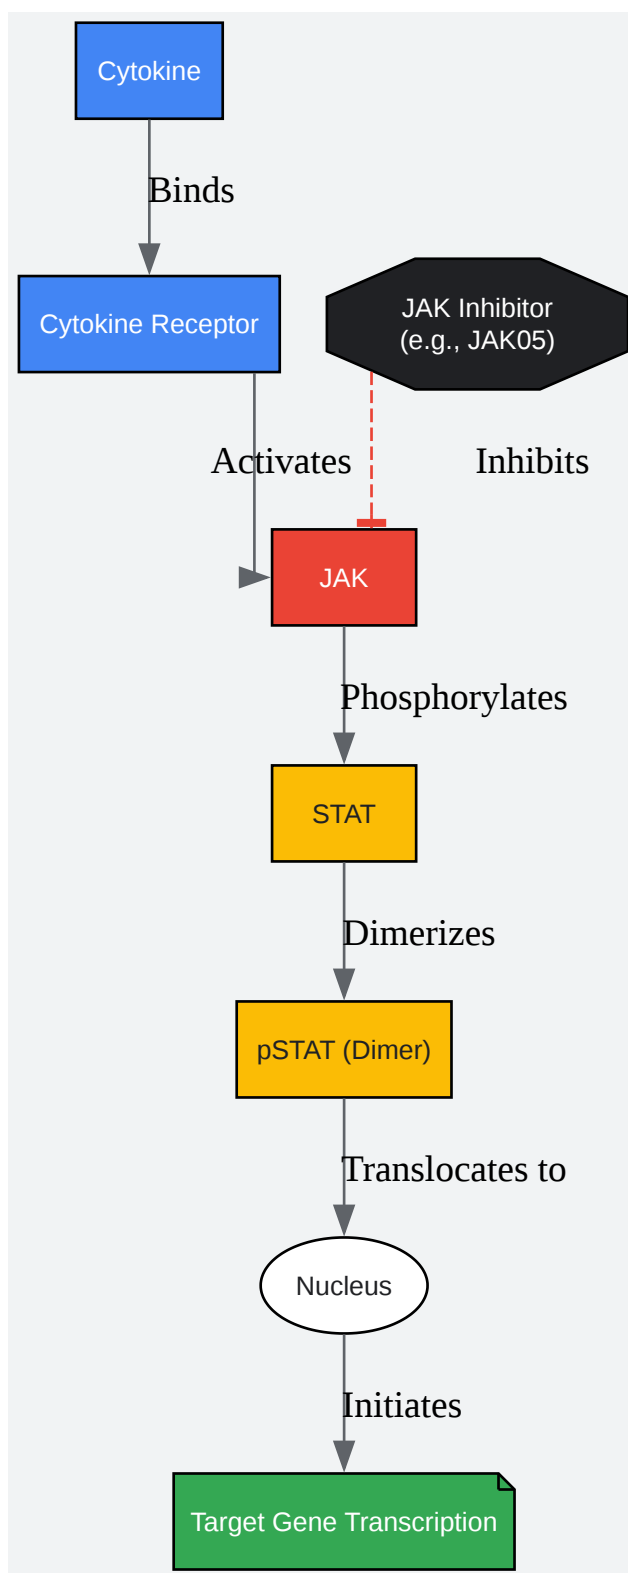 Cytokine
Binds
Cytokine Receptor
JAK Inhibitor
(e.g., JAK05)
Activates
Inhibits
JAK
Phosphorylates
STAT
Dimerizes
pSTAT (Dimer)
Translocates to
Nucleus
Initiates
Target Gene Transcription